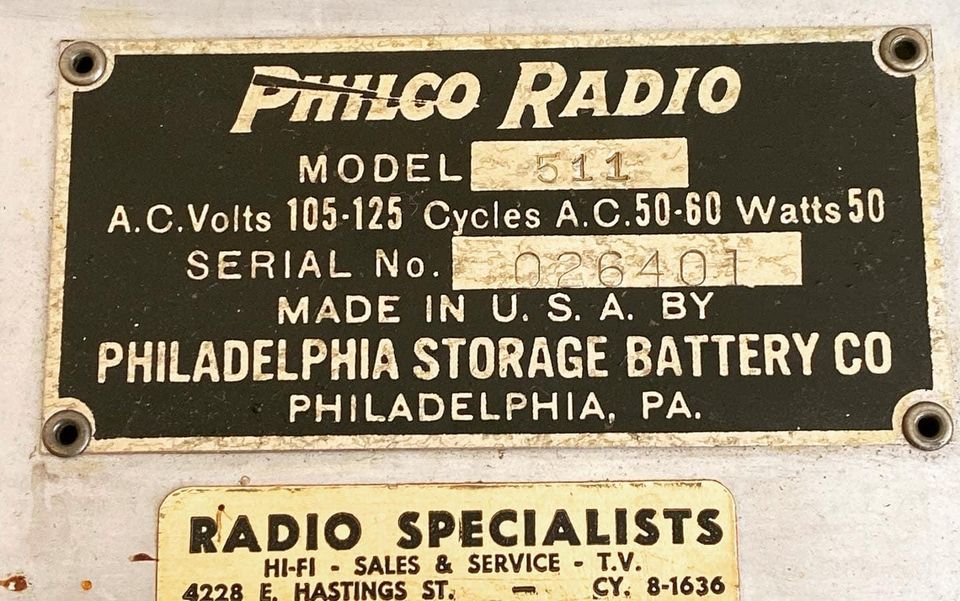 PHILCO RADIO
MODEL 511
A.C. Volts 105-125 Cycles A.C. 50-60 Watts 50
SERIAL No. 026401
MADE IN U. S. A. BY
PHILADELPHIA STORAGE BATTERY CO
PHILADELPHIA, PA.
RADIO SPECIALISTS
HI-FI - SALES & SERVICE - T.V.
4228 E. HASTINGS ST. - CY. 8-1636